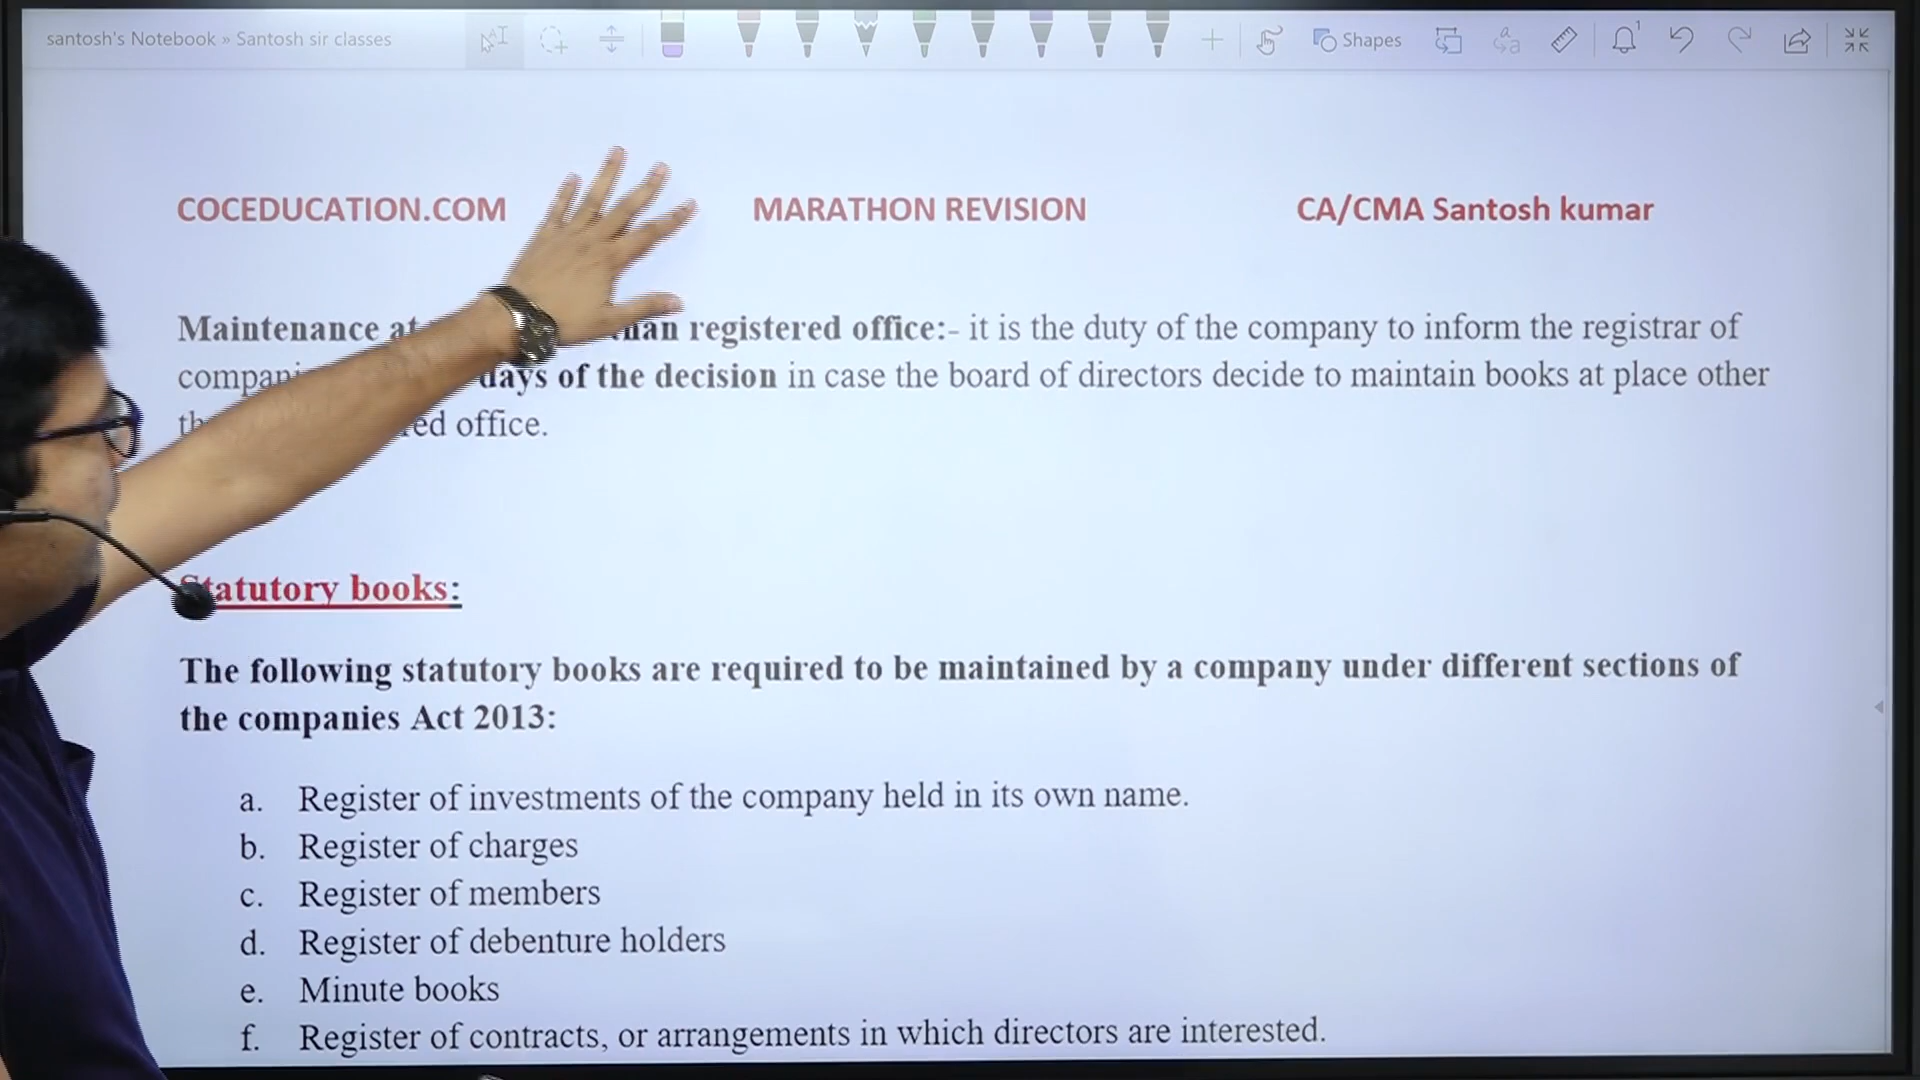 santosh's Notebook » Santosh sir classes
Shapes
COCEDUCATION.COM MARATHON REVISION CA/CMA Santosh kumar
Maintenance at registered office:- it is the duty of the company to inform the registrar of
days of the decision in case the board of directors decide to maintain books at place other
office.
Statutory books:
The following statutory books are required to be maintained by a company under different sections of
the companies Act 2013:
a. Register of investments of the company held in its own name.
b. Register of charges
c. Register of members
d. Register of debenture holders
e. Minute books
f. Register of contracts, or arrangements in which directors are interested.